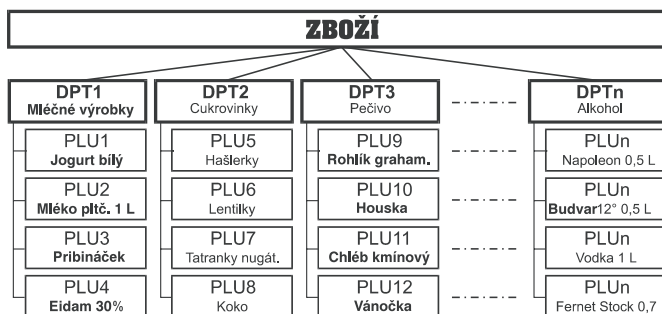 ZBOŽÍ
DPT1
Mléčné výrobky
DPT2
Cukrovinky
DPT3
Pečivo
DPTn
Alkohol
PLU1
Jogurt bílý
PLU5
Hašlerky
PLU9
Rohlík graham.
PLUn
Napoleon 0,5 L
PLU2
Mléko pltč. 1 L
PLU6
Lentilky
PLU10
Houska
PLUn
Budvar12° 0,5 L
PLU3
Pribináček
PLU7
Tatranky nugát.
PLU11
Chléb kmínový
PLUn
Vodka 1 L
PLU4
Eidam 30%
PLU8
Koko
PLU12
Vánočka
PLUn
Fernet Stock 0,7